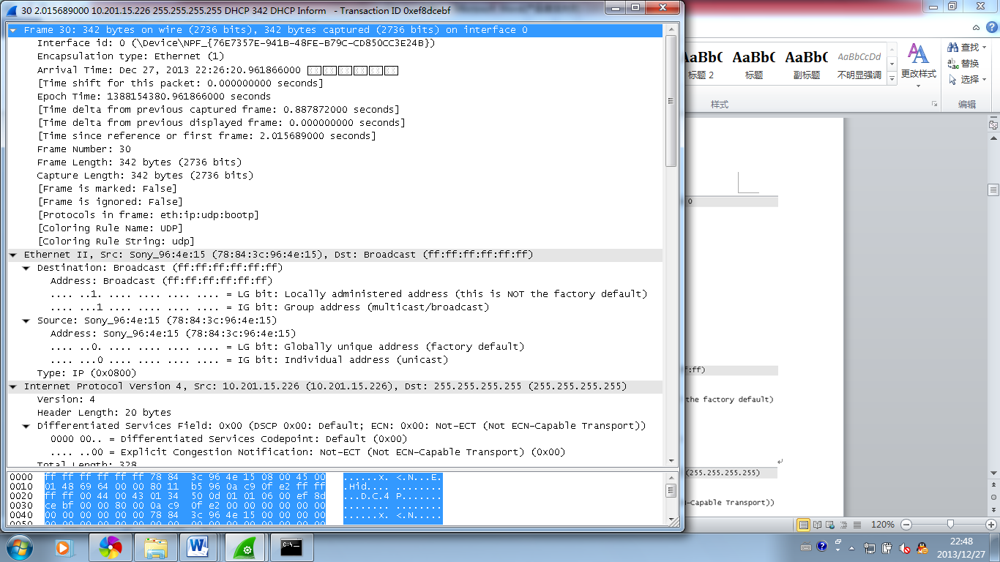 30 2.015689000 10.201.15.226 255.255.255.255 DHCP 342 DHCP Inform - Transaction ID 0xef8dcebf
Frame 30: 342 bytes on wire (2736 bits), 342 bytes captured (2736 bits) on interface 0
Interface id: 0 (\Device\NPF_{76E7357E-941B-48FE-B79C-CD850CC3E24B})
Encapsulation type: Ethernet (1)
Arrival Time: Dec 27, 2013 22:26:20.961866000
[Time shift for this packet: 0.000000000 seconds]
Epoch Time: 1388154380.961866000 seconds
[Time delta from previous captured frame: 0.887872000 seconds]
[Time delta from previous displayed frame: 0.000000000 seconds]
[Time since reference or first frame: 2.015689000 seconds]
Frame Number: 30
Frame Length: 342 bytes (2736 bits)
Capture Length: 342 bytes (2736 bits)
[Frame is marked: False]
[Frame is ignored: False]
[Protocols in frame: eth:ip:udp:bootp]
[Coloring Rule Name: UDP]
[Coloring Rule String: udp]
Ethernet II, Src: Sony_96:4e:15 (78:84:3c:96:4e:15), Dst: Broadcast (ff:ff:ff:ff:ff:ff)
Destination: Broadcast (ff:ff:ff:ff:ff:ff)
Address: Broadcast (ff:ff:ff:ff:ff:ff)
.... ..1. .... .... .... .... = LG bit: Locally administered address (this is NOT the factory default)
.... ...1 .... .... .... .... = IG bit: Group address (multicast/broadcast)
Source: Sony_96:4e:15 (78:84:3c:96:4e:15)
Address: Sony_96:4e:15 (78:84:3c:96:4e:15)
.... ..0. .... .... .... .... = LG bit: Globally unique address (factory default)
.... ...0 .... .... .... .... = IG bit: Individual address (unicast)
Type: IP (0x0800)
Internet Protocol Version 4, Src: 10.201.15.226 (10.201.15.226), Dst: 255.255.255.255 (255.255.255.255)
Version: 4
Header Length: 20 bytes
Differentiated Services Field: 0x00 (DSCP 0x00: Default; ECN: 0x00: Not-ECT (Not ECN-Capable Transport))
0000 00.. = Differentiated Services Codepoint: Default (0x00)
.... ..00 = Explicit Congestion Notification: Not-ECT (Not ECN-Capable Transport) (0x00)
Total Length: 328
0000 ff ff ff ff ff ff 78 84 3c 96 4e 15 08 00 45 00 ......x. <.N...E.
0010 01 48 69 64 00 00 80 11 b5 96 0a c9 0f e2 ff ff .Hid.... ........
0020 ff ff 00 44 00 43 01 34 50 0d 01 01 06 00 ef 8d ...D.C.4 P.......
0030 ce bf 00 00 80 00 0a c9 0f e2 00 00 00 00 00 00 ........ ........
0040 00 00 00 00 00 00 78 84 3c 96 4e 15 00 00 00 00 ......x. <.N.....
AaBbC AaBbC AaBbC AaBbCcDd
标题 2 标题 副标题 不明显强调
更改样式
查找
替换
选择
样式 编辑
0
f:ff)
the factory default)
(255.255.255.255)
-Capable Transport))
120%
22:48
2013/12/27